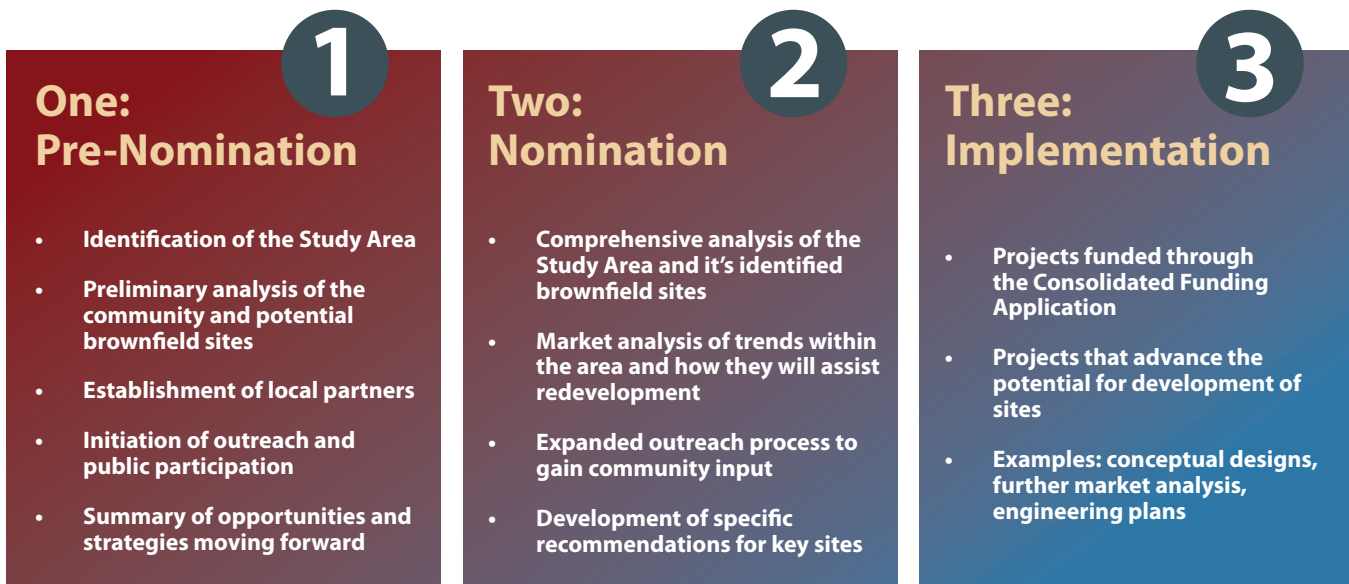 1
One:
Pre-Nomination
• Identification of the Study Area
• Preliminary analysis of the
community and potential
brownfield sites
• Establishment of local partners
• Initiation of outreach and
public participation
• Summary of opportunities and
strategies moving forward
2
Two:
Nomination
• Comprehensive analysis of the
Study Area and it's identified
brownfield sites
• Market analysis of trends within
the area and how they will assist
redevelopment
• Expanded outreach process to
gain community input
• Development of specific
recommendations for key sites
3
Three:
Implementation
• Projects funded through
the Consolidated Funding
Application
• Projects that advance the
potential for development of
sites
• Examples: conceptual designs,
further market analysis,
engineering plans